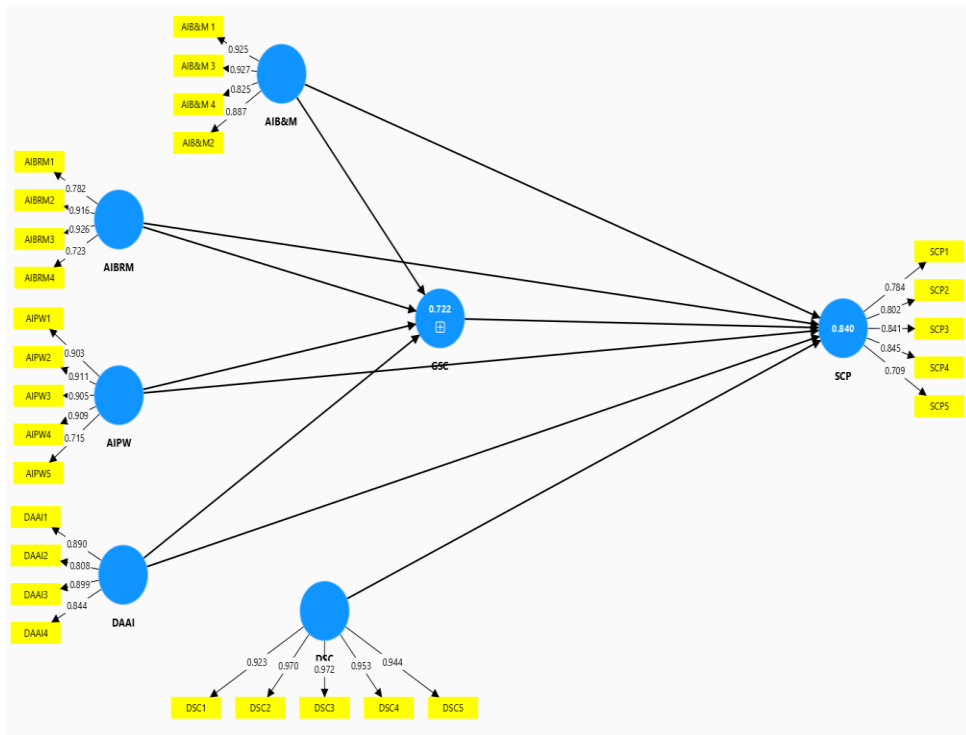 AIB&M 1
0.925
AIB&M 3
0.927
AIB&M 4
0.825
AIB&M2
0.887
AIB&M
AIBRM1
0.782
AIBRM2
0.916
AIBRM3
0.926
AIBRM4
0.723
AIBRM
AIPW1
0.903
AIPW2
0.911
AIPW3
0.905
AIPW4
0.909
AIPW5
0.715
AIPW
DAAI1
0.890
DAAI2
0.808
DAAI3
0.899
DAAI4
0.844
DAAI
0.722
GSC
0.840
SCP
SCP1
0.784
SCP2
0.802
SCP3
0.841
SCP4
0.845
SCP5
0.709
DSC
0.923
0.970
0.972
0.953
0.944
DSC1
DSC2
DSC3
DSC4
DSC5